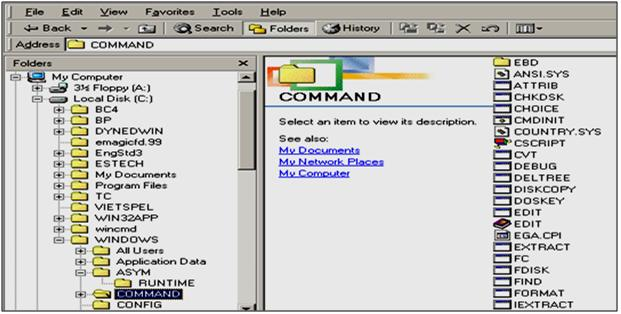 File Edit View Favorites Tools Help
Back Search Folders History
Address COMMAND
Folders
My Computer
3½ Floppy (A:)
Local Disk (C:)
BC4
BP
DYNEDWIN
emagicfd.99
EngStd3
ESTECH
My Documents
Program Files
TC
VIETSPEL
WIN32APP
wincmd
WINDOWS
All Users
Application Data
ASYM
RUNTIME
COMMAND
CONFIG
COMMAND
Select an item to view its description.
See also:
My Documents
My Network Places
My Computer
EBD
ANSI.SYS
ATTRIB
CHKDSK
CHOICE
CMDINIT
COUNTRY.SYS
CSCRIPT
CVT
DEBUG
DELTREE
DISKCOPY
DOSKEY
EDIT
EDIT
EGA.CPI
EXTRACT
FC
FDISK
FIND
FORMAT
IEXTRACT